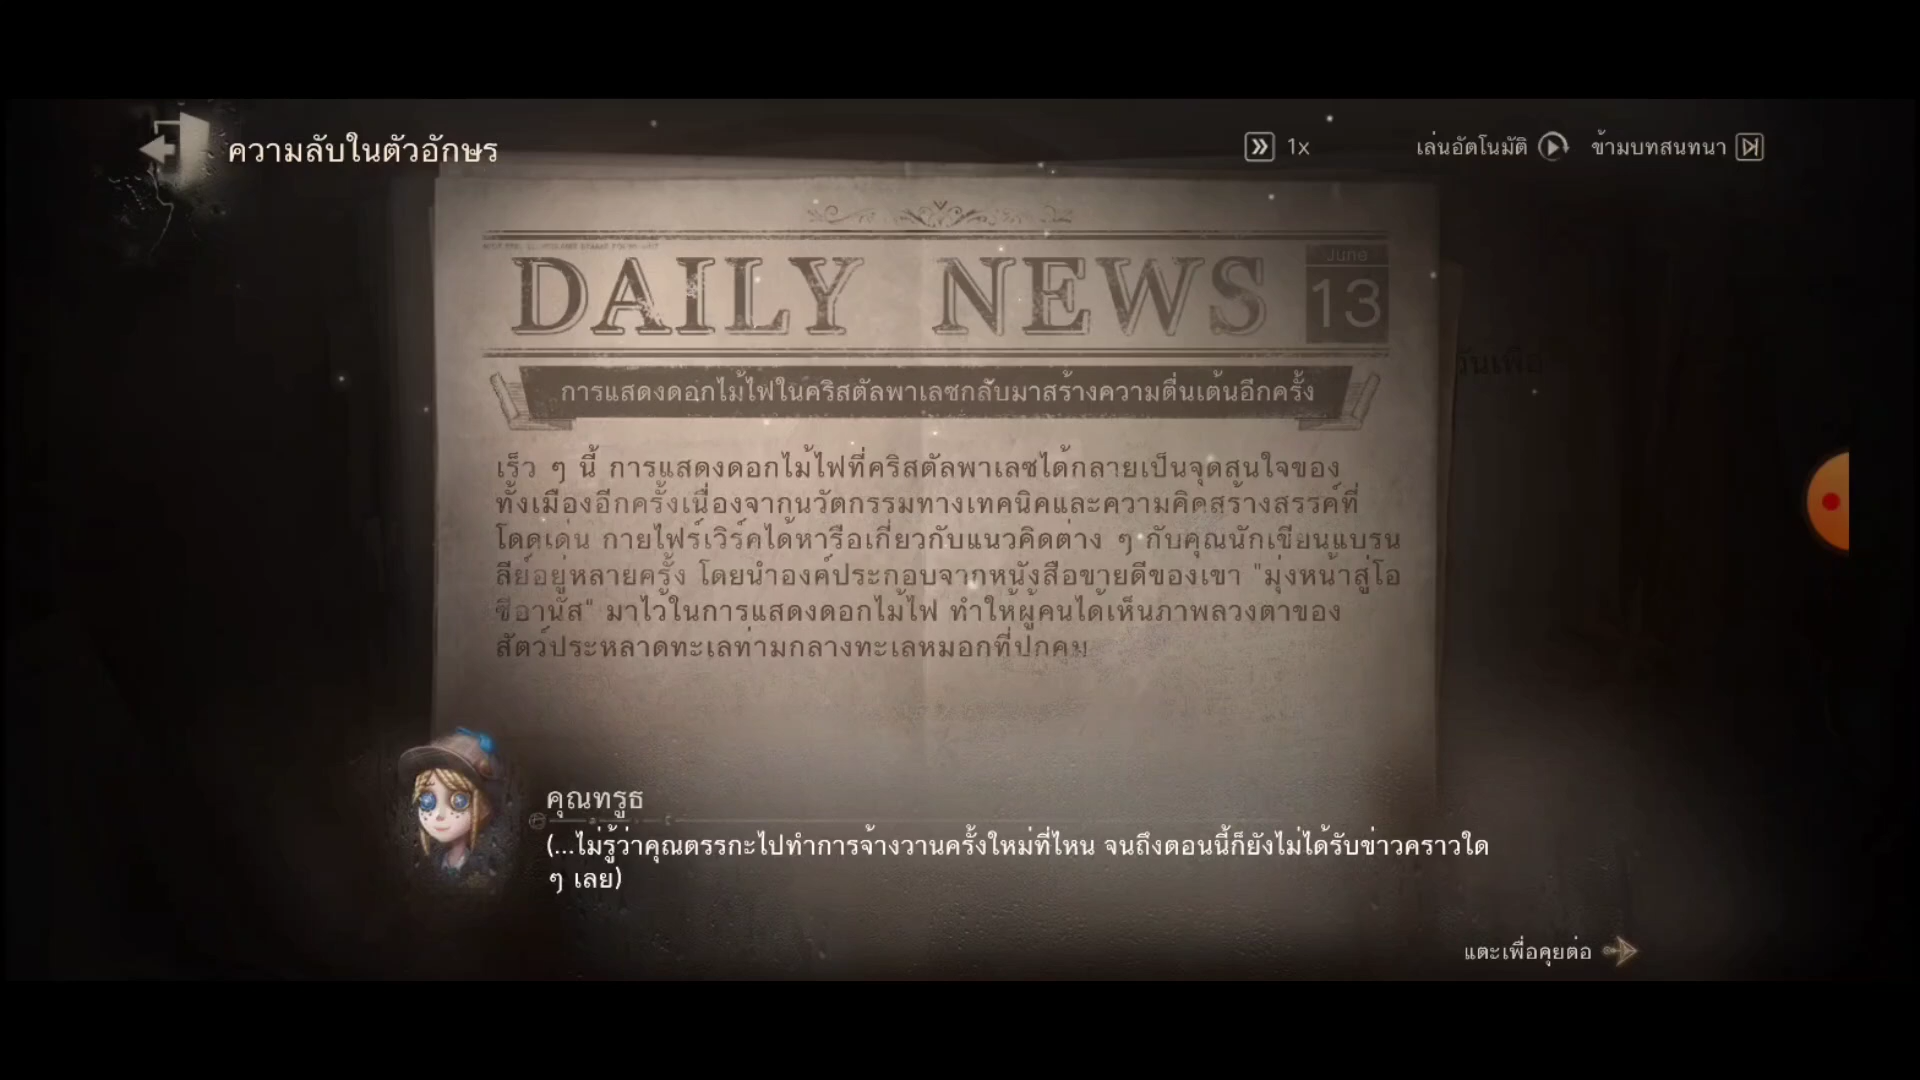 ความลับในตัวอักษร
1x
เล่นอัตโนมัติ
ข้ามบทสนทนา
DAILY NEWS
June
13
การแสดงดอกไม้ไฟในคริสตัลพาเลซกลับมาสร้างความตื่นเต้นอีกครั้ง
เร็ว ๆ นี้ การแสดงดอกไม้ไฟที่คริสตัลพาเลซได้กลายเป็นจุดสนใจของ
ทั้งเมืองอีกครั้งเนื่องจากนวัตกรรมทางเทคนิคและความคิดสร้างสรรค์ที่
โดดเด่น กายไฟร์เวิร์คได้หารือเกี่ยวกับแนวคิดต่าง ๆ กับคุณนักเขียนแบรน
ลีย์อยู่หลายครั้ง โดยนำองค์ประกอบจากหนังสือขายดีของเขา "มุ่งหน้าสู่โอ
ซีอานัส" มาไว้ในการแสดงดอกไม้ไฟ ทำให้ผู้คนได้เห็นภาพลวงตาของ
สัตว์ประหลาดทะเลท่ามกลางทะเลหมอกที่ปกคุม
คุณทรูธ
(...ไม่รู้ว่าคุณตรรกะไปทำการจ้างวานครั้งใหม่ที่ไหน จนถึงตอนนี้ก็ยังไม่ได้รับข่าวคราวใด
ๆ เลย)
แตะเพื่อคุยต่อ